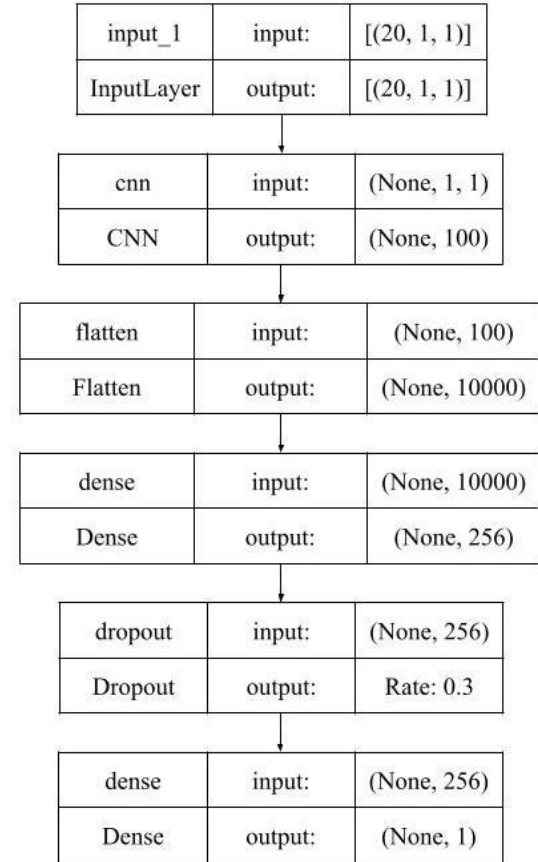 input_1 input: [(20, 1, 1)]
InputLayer output: [(20, 1, 1)]
cnn input: (None, 1, 1)
CNN output: (None, 100)
flatten input: (None, 100)
Flatten output: (None, 10000)
dense input: (None, 10000)
Dense output: (None, 256)
dropout input: (None, 256)
Dropout output: Rate: 0.3
dense input: (None, 256)
Dense output: (None, 1)